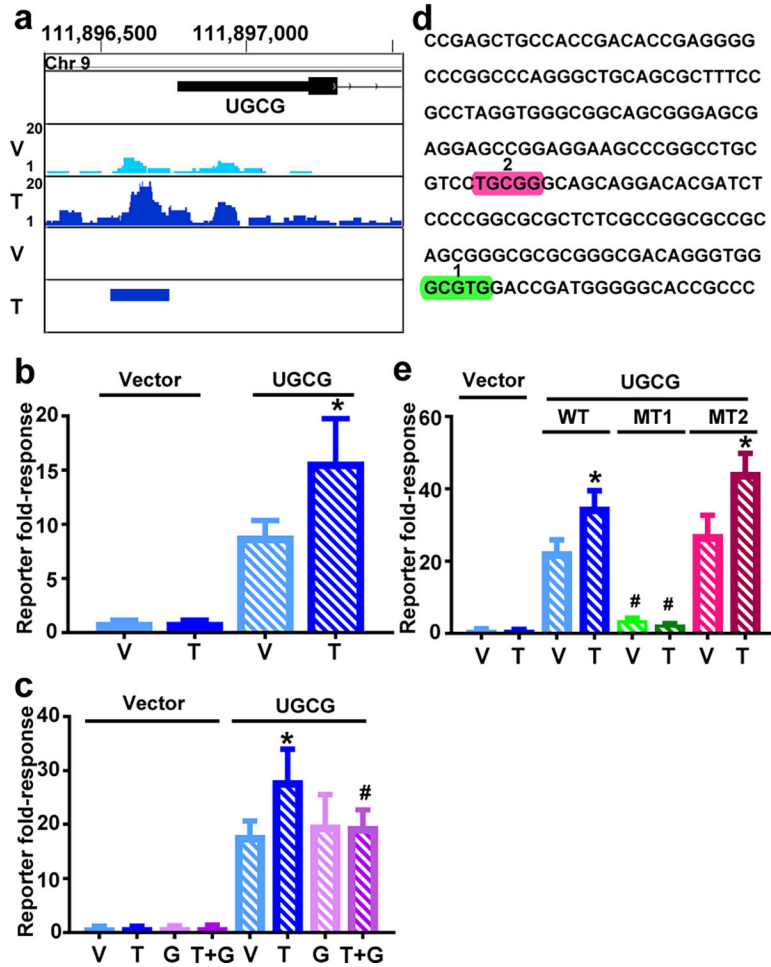 a
111,896,500 111,897,000
Chr 9
UGCG
V
20
1
T
20
1
V
T
d
CCGAGCTGCCACCGACACCGAGGGG
CCCGGCCCAGGGCTGCAGCGCTTTCC
GCCTAGGTGGGCGGCAGCGGGAGCG
AGGAGCCGGAGGAAGCCCGGCCTGC
2
GTCCTGCGGGCAGCAGGACACGATCT
CCCCGGCGCGCTCTCGCCGGCGCCGC
AGCGGGCGCGCGGGCGACAGGGTGG
1
GCGTGGACCGATGGGGGCACCGCCC
b
Vector UGCG
Reporter fold-response
20
15
10
5
0
*
V T V T
e
Vector UGCG
WT MT1 MT2
Reporter fold-response
60
40
20
0
* # # *
V T V T V T V T
c
Vector UGCG
Reporter fold-response
40
30
20
10
0
* #
V T G T+G V T G T+G